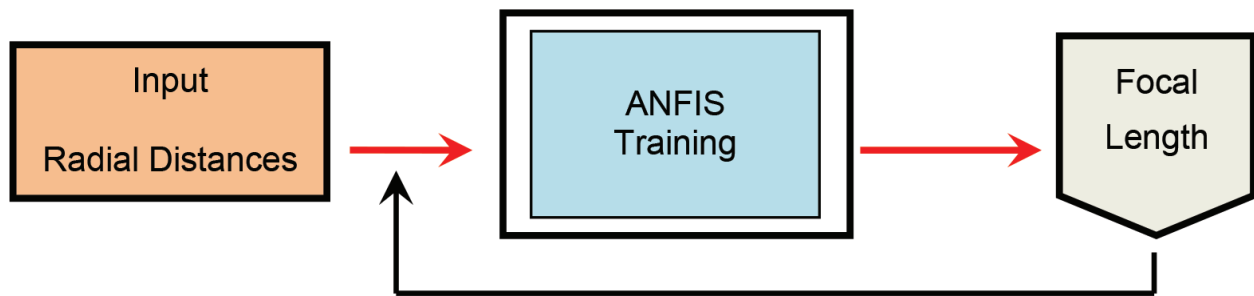 Input
Radial Distances
ANFIS
Training
Focal
Length